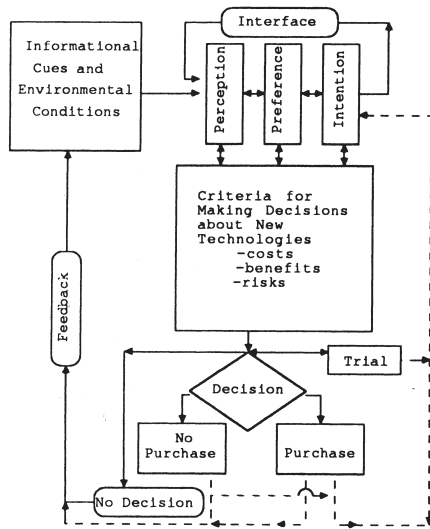 Interface
Informational
Cues and
Environmental
Conditions
Perception
Preference
Intention
Criteria for
Making Decisions
about New
Technologies
-costs
-benefits
-risks
Feedback
Trial
Decision
No
Purchase
Purchase
No Decision